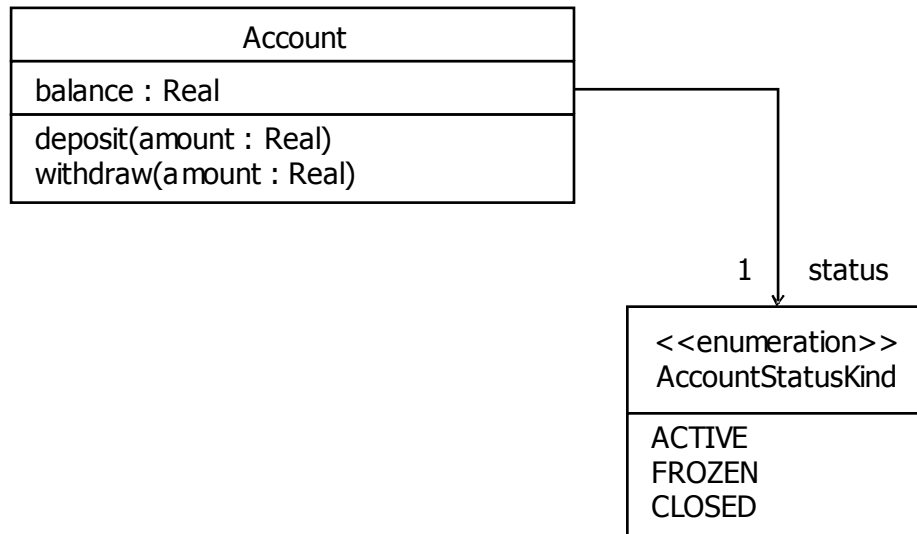 Account
balance : Real
deposit(amount : Real)
withdraw(amount : Real)
1 status
<<enumeration>>
AccountStatusKind
ACTIVE
FROZEN
CLOSED